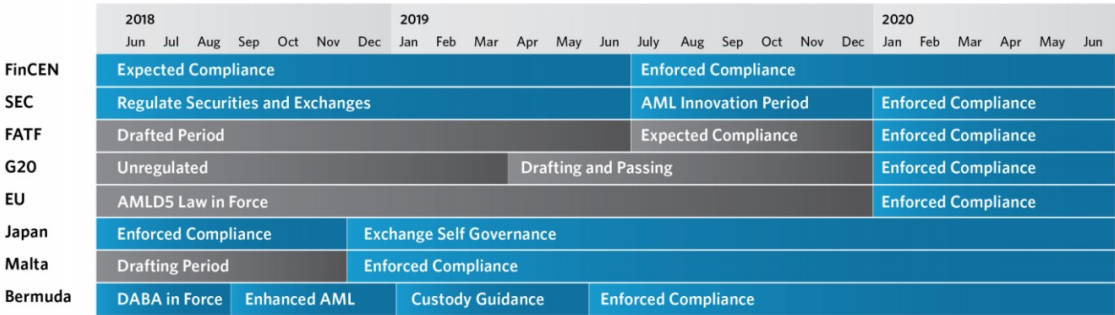 2018 2019 2020
Jun Jul Aug Sep Oct Nov Dec Jan Feb Mar Apr May Jun July Aug Sep Oct Nov Dec Jan Feb Mar Apr May Jun
FinCEN Expected Compliance Enforced Compliance
SEC Regulate Securities and Exchanges AML Innovation Period Enforced Compliance
FATF Drafted Period Expected Compliance Enforced Compliance
G20 Unregulated Drafting and Passing Enforced Compliance
EU AMLD5 Law in Force Enforced Compliance
Japan Enforced Compliance Exchange Self Governance
Malta Drafting Period Enforced Compliance
Bermuda DABA in Force Enhanced AML Custody Guidance Enforced Compliance